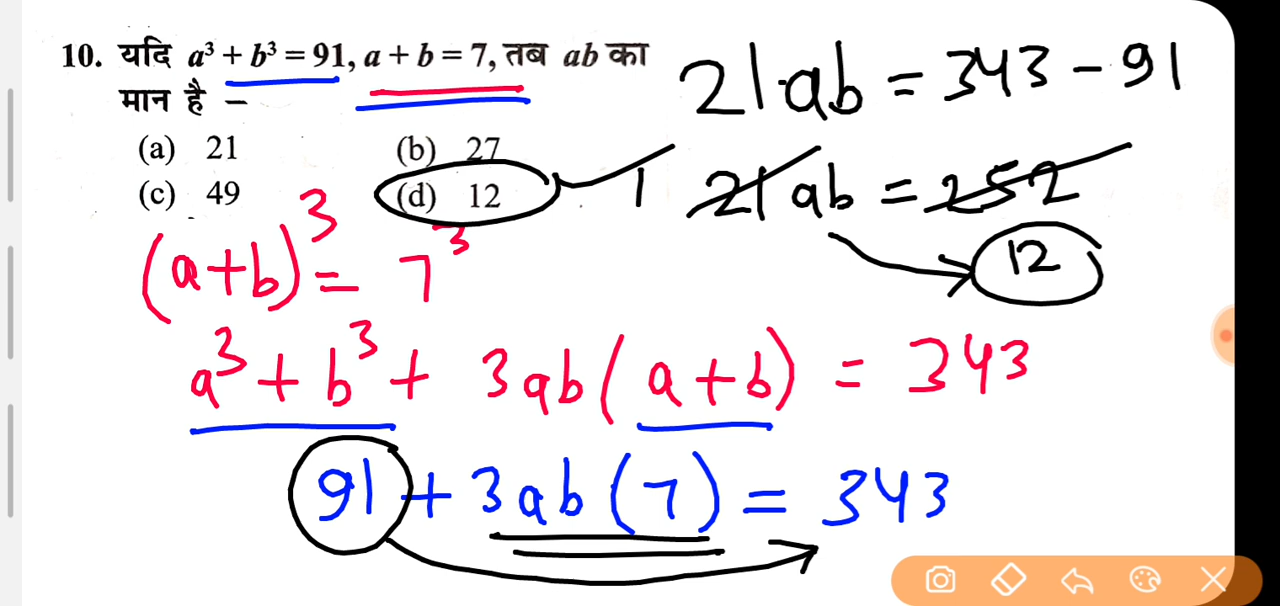 10. यदि a³ + b³ = 91, a + b = 7, तब ab का
मान है –
(a) 21 (b) 27
(c) 49 (d) 12
(a+b)³ = 7³
a³ + b³ + 3ab(a+b) = 343
91 + 3ab(7) = 343
21ab = 343 - 91
21ab = 252
12